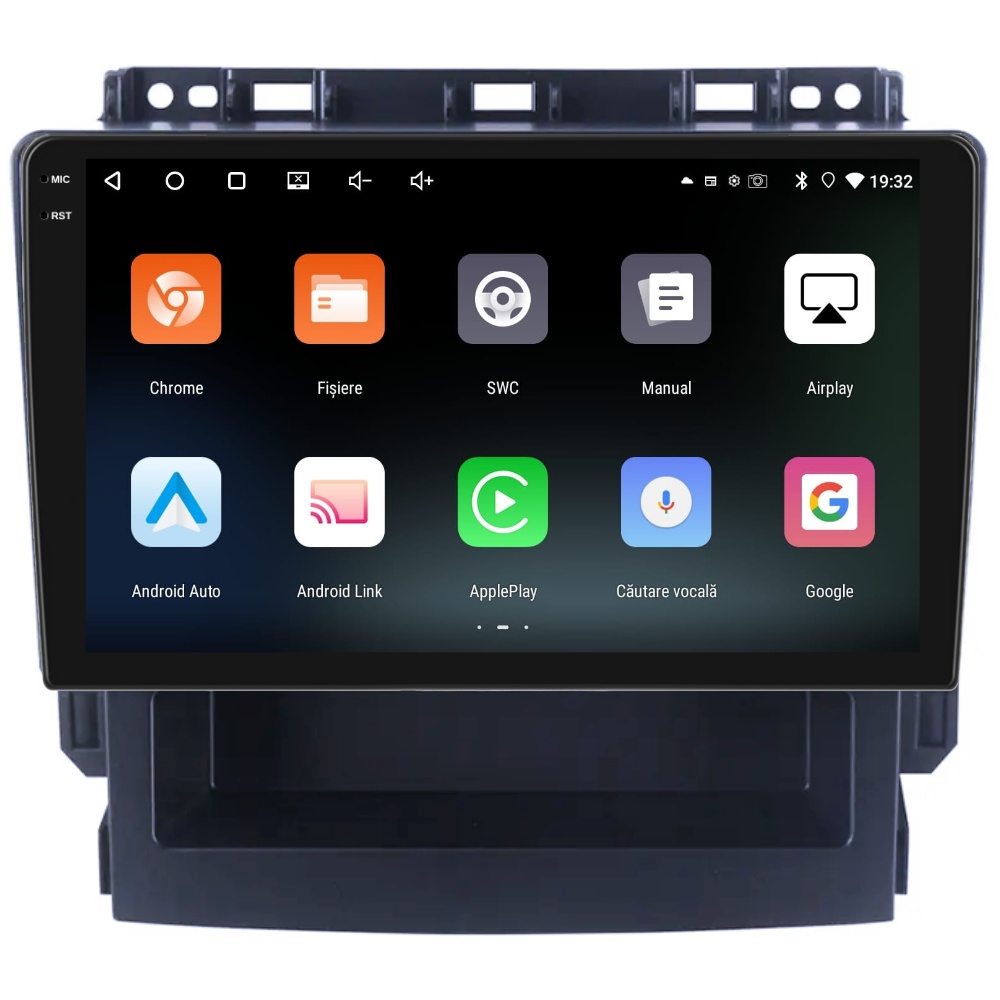 MIC
19:32
RST
Chrome
Fișiere
SWC
Manual
Airplay
Android Auto
Android Link
ApplePlay
Căutare vocală
Google